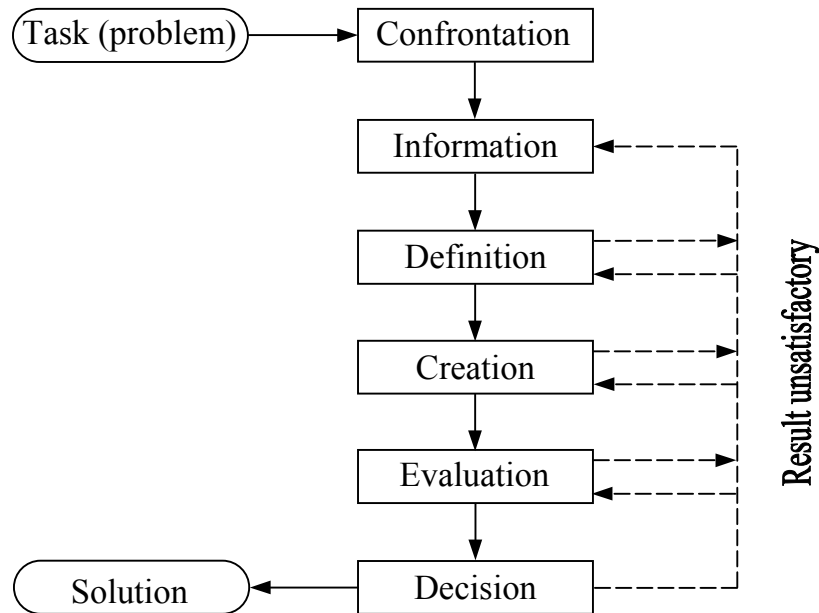 Task (problem)
Confrontation
Information
Definition
Creation
Evaluation
Decision
Solution
Result unsatisfactory